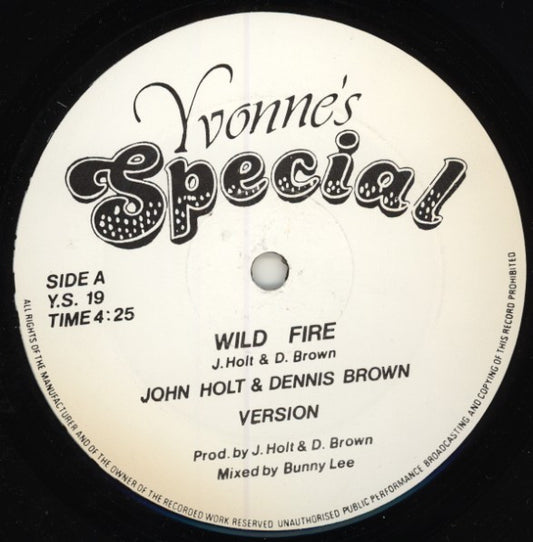 Yvonne's
Special
SIDE A
Y.S. 19
TIME 4:25
WILD FIRE
J. Holt & D. Brown
JOHN HOLT & DENNIS BROWN
VERSION
Prod. by J. Holt & D. Brown
Mixed by Bunny Lee
ALL RIGHTS OF THE MANUFACTURER AND OF THE OWNER OF THE RECORDED WORK RESERVED UNAUTHORISED PUBLIC PERFORMANCE BROADCASTING AND COPYING OF THIS RECORD PROHIBITED